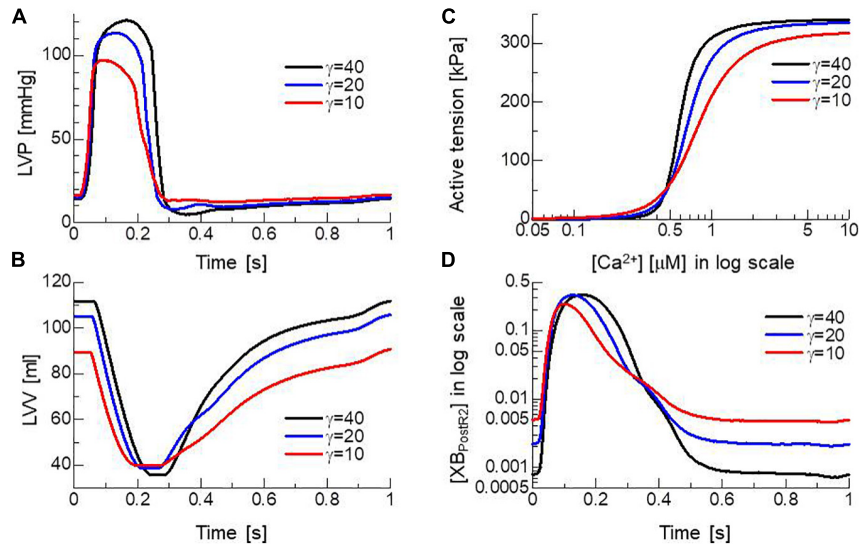 A
LVP [mmHg]
100
50
0
γ=40
γ=20
γ=10
0
0.2
0.4
0.6
0.8
1
Time [s]
B
LVV [ml]
120
100
80
60
40
γ=40
γ=20
γ=10
0
0.2
0.4
0.6
0.8
1
Time [s]
C
Active tension [kPa]
300
200
100
0
γ=40
γ=20
γ=10
0.05
0.1
0.5
1
5
10
[Ca²⁺] [μM] in log scale
D
[XB_PostR2] in log scale
0.5
0.1
0.05
0.01
0.005
0.001
0.0005
γ=40
γ=20
γ=10
0
0.2
0.4
0.6
0.8
1
Time [s]